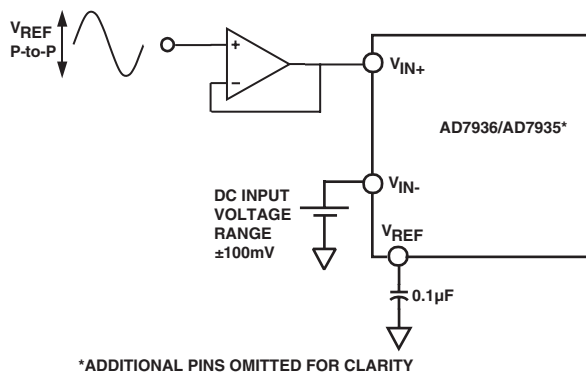 VREF
P-to-P
+
−
VIN+
AD7936/AD7935*
DC INPUT
VOLTAGE
RANGE
±100mV
VIN-
VREF
0.1µF
*ADDITIONAL PINS OMITTED FOR CLARITY